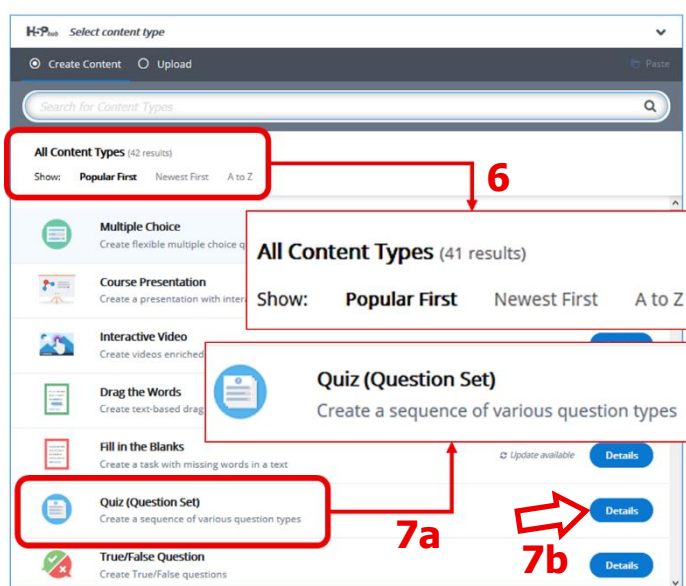 H5P hub Select content type
Create Content Upload Paste
Search for Content Types
All Content Types (42 results)
Show: Popular First Newest First A to Z
6
Multiple Choice
Create flexible multiple choice q
All Content Types (41 results)
Show: Popular First Newest First A to Z
Course Presentation
Create a presentation with inter
Interactive Video
Create videos enriched
Quiz (Question Set)
Create a sequence of various question types
Drag the Words
Create text-based drag
Fill in the Blanks
Create a task with missing words in a text
Update available Details
Quiz (Question Set)
Create a sequence of various question types
Details
7a
7b
True/False Question
Create True/False questions
Details